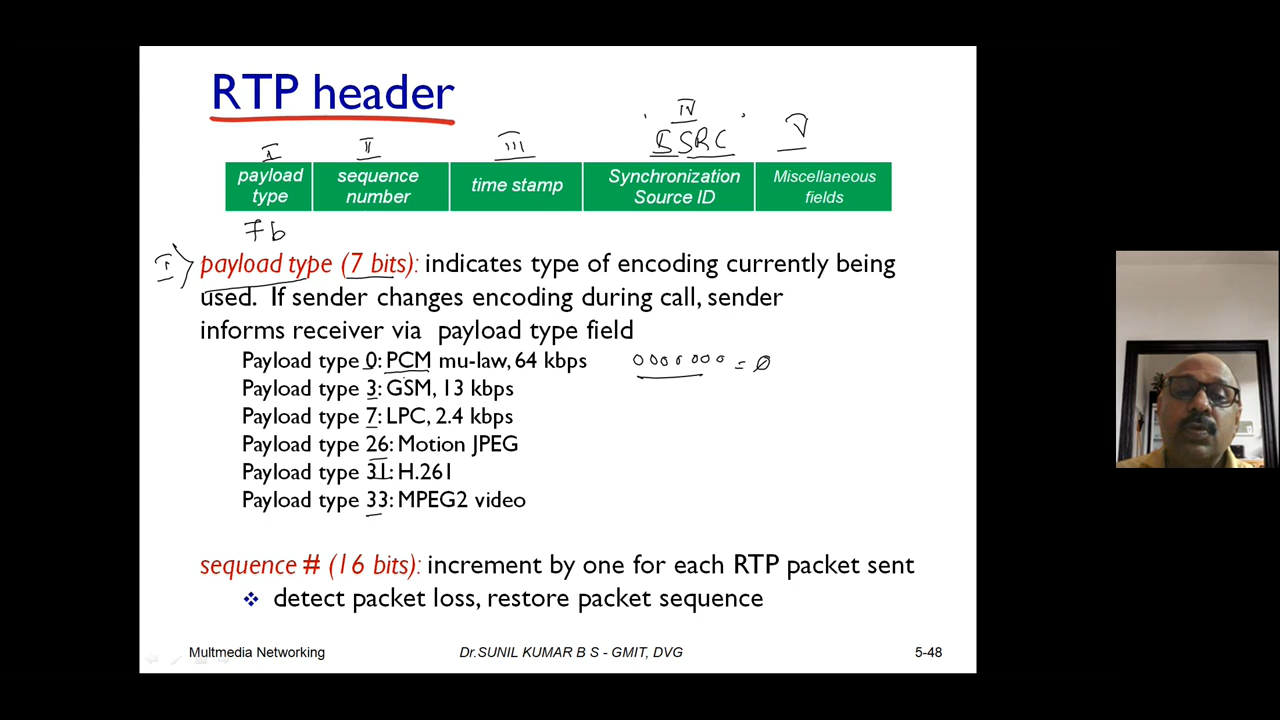 RTP header
IV
I II III SSRC V
payload type
sequence number
time stamp
Synchronization Source ID
Miscellaneous fields
7b
I) payload type (7 bits): indicates type of encoding currently being
used. If sender changes encoding during call, sender
informs receiver via payload type field
Payload type 0: PCM mu-law, 64 kbps 0000000 = 0
Payload type 3: GSM, 13 kbps
Payload type 7: LPC, 2.4 kbps
Payload type 26: Motion JPEG
Payload type 31: H.261
Payload type 33: MPEG2 video
sequence # (16 bits): increment by one for each RTP packet sent
❖ detect packet loss, restore packet sequence
Multmedia Networking Dr.SUNIL KUMAR B S - GMIT, DVG 5-48